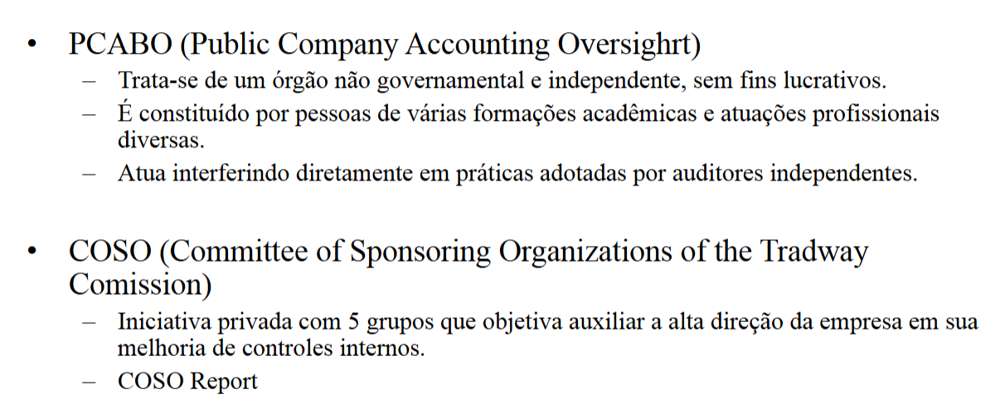 • PCABO (Public Company Accounting Oversighrt)
– Trata-se de um órgão não governamental e independente, sem fins lucrativos.
– É constituído por pessoas de várias formações acadêmicas e atuações profissionais
diversas.
– Atua interferindo diretamente em práticas adotadas por auditores independentes.
• COSO (Committee of Sponsoring Organizations of the Tradway
Comission)
– Iniciativa privada com 5 grupos que objetiva auxiliar a alta direção da empresa em sua
melhoria de controles internos.
– COSO Report